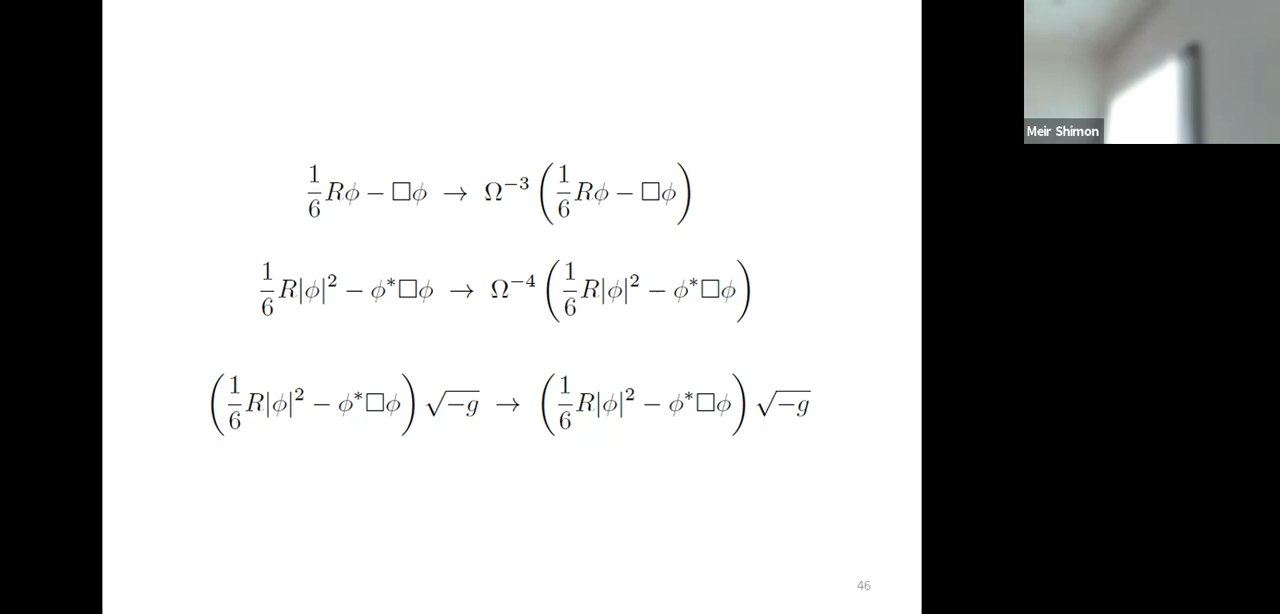 Meir Shimon
1/6 Rϕ − □ϕ → Ω⁻³ (1/6 Rϕ − □ϕ)
1/6 R|ϕ|² − ϕ*□ϕ → Ω⁻⁴ (1/6 R|ϕ|² − ϕ*□ϕ)
(1/6 R|ϕ|² − ϕ*□ϕ) √−g → (1/6 R|ϕ|² − ϕ*□ϕ) √−g
46